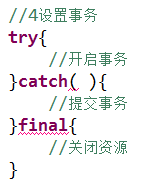 //4设置事务
try{
//开启事务
}catch( ){
//提交事务
}final{
//关闭资源
}